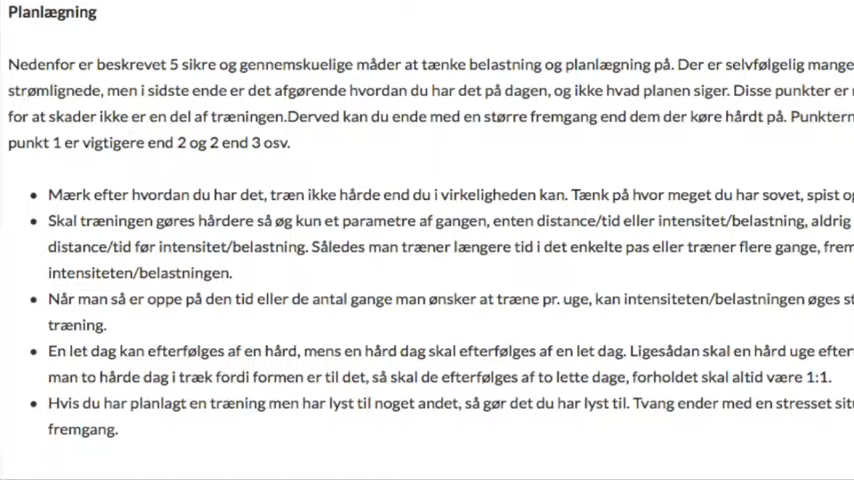 Planlægning
Nedenfor er beskrevet 5 sikre og gennemskuelige måder at tænke belastning og planlægning på. Der er selvfølgelig mange
strømlignede, men i sidste ende er det afgørende hvordan du har det på dagen, og ikke hvad planen siger. Disse punkter er
for at skader ikke er en del af træningen.Derved kan du ende med en større fremgang end dem der køre hårdt på. Punktern
punkt 1 er vigtigere end 2 og 2 end 3 osv.
• Mærk efter hvordan du har det, træn ikke hårde end du i virkeligheden kan. Tænk på hvor meget du har sovet, spist og
• Skal træningen gøres hårdere så øg kun et parametre af gangen, enten distance/tid eller intensitet/belastning, aldrig
distance/tid før intensitet/belastning. Således man træner længere tid i det enkelte pas eller træner flere gange, frem
intensiteten/belastningen.
• Når man så er oppe på den tid eller de antal gange man ønsker at træne pr. uge, kan intensiteten/belastningen øges st
træning.
• En let dag kan efterfølges af en hård, mens en hård dag skal efterfølges af en let dag. Ligesådan skal en hård uge efter
man to hårde dag i træk fordi formen er til det, så skal de efterfølges af to lette dage, forholdet skal altid være 1:1.
• Hvis du har planlagt en træning men har lyst til noget andet, så gør det du har lyst til. Tvang ender med en stresset situ
fremgang.